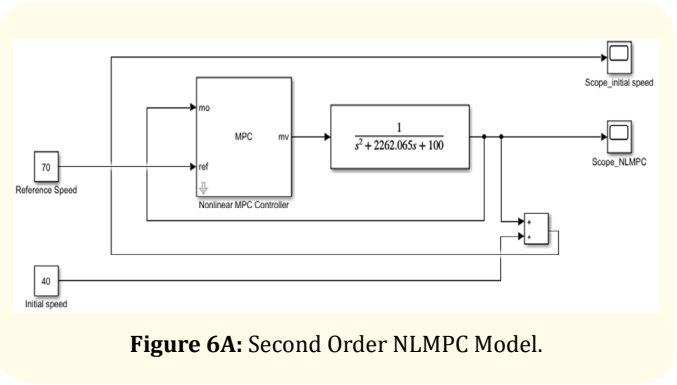 Scope_initial speed
mo
MPC
mv
ref
Nonlinear MPC Controller
1
s² + 2262.065s + 100
Scope_NLMPC
70
Reference Speed
+
+
40
Initial speed
Figure 6A: Second Order NLMPC Model.